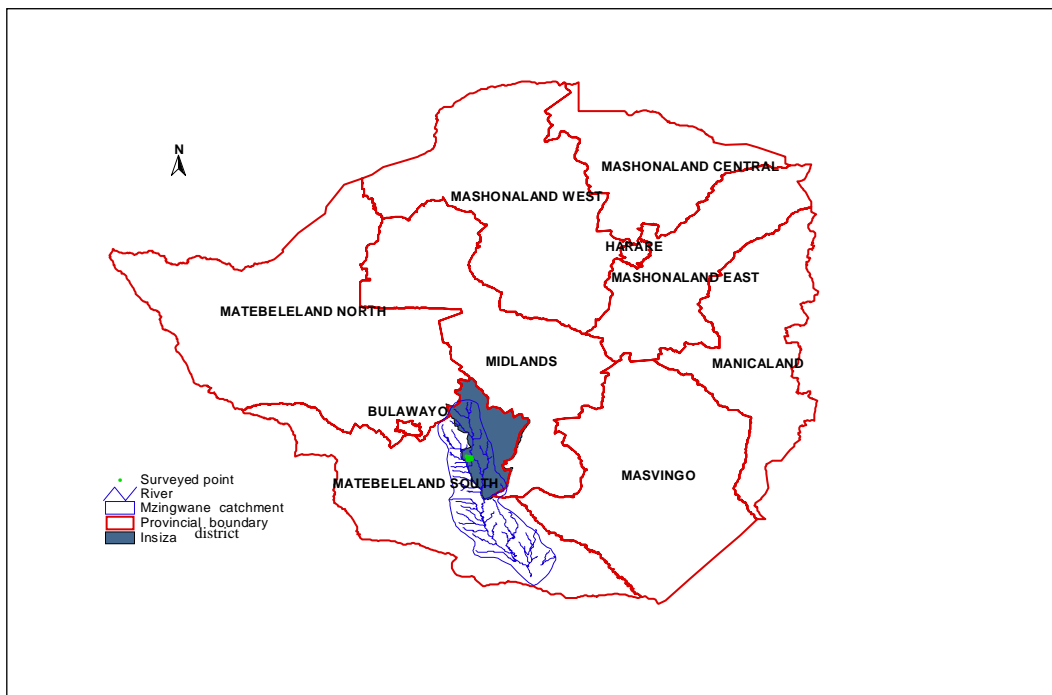 N
MASHONALAND CENTRAL
MASHONALAND WEST
HARARE
MASHONALAND EAST
MATEBELELAND NORTH
MIDLANDS
MANICALAND
BULAWAYO
MATEBELELAND SOUTH
MASVINGO
Surveyed point
River
Mzingwane catchment
Provincial boundary
Insiza district